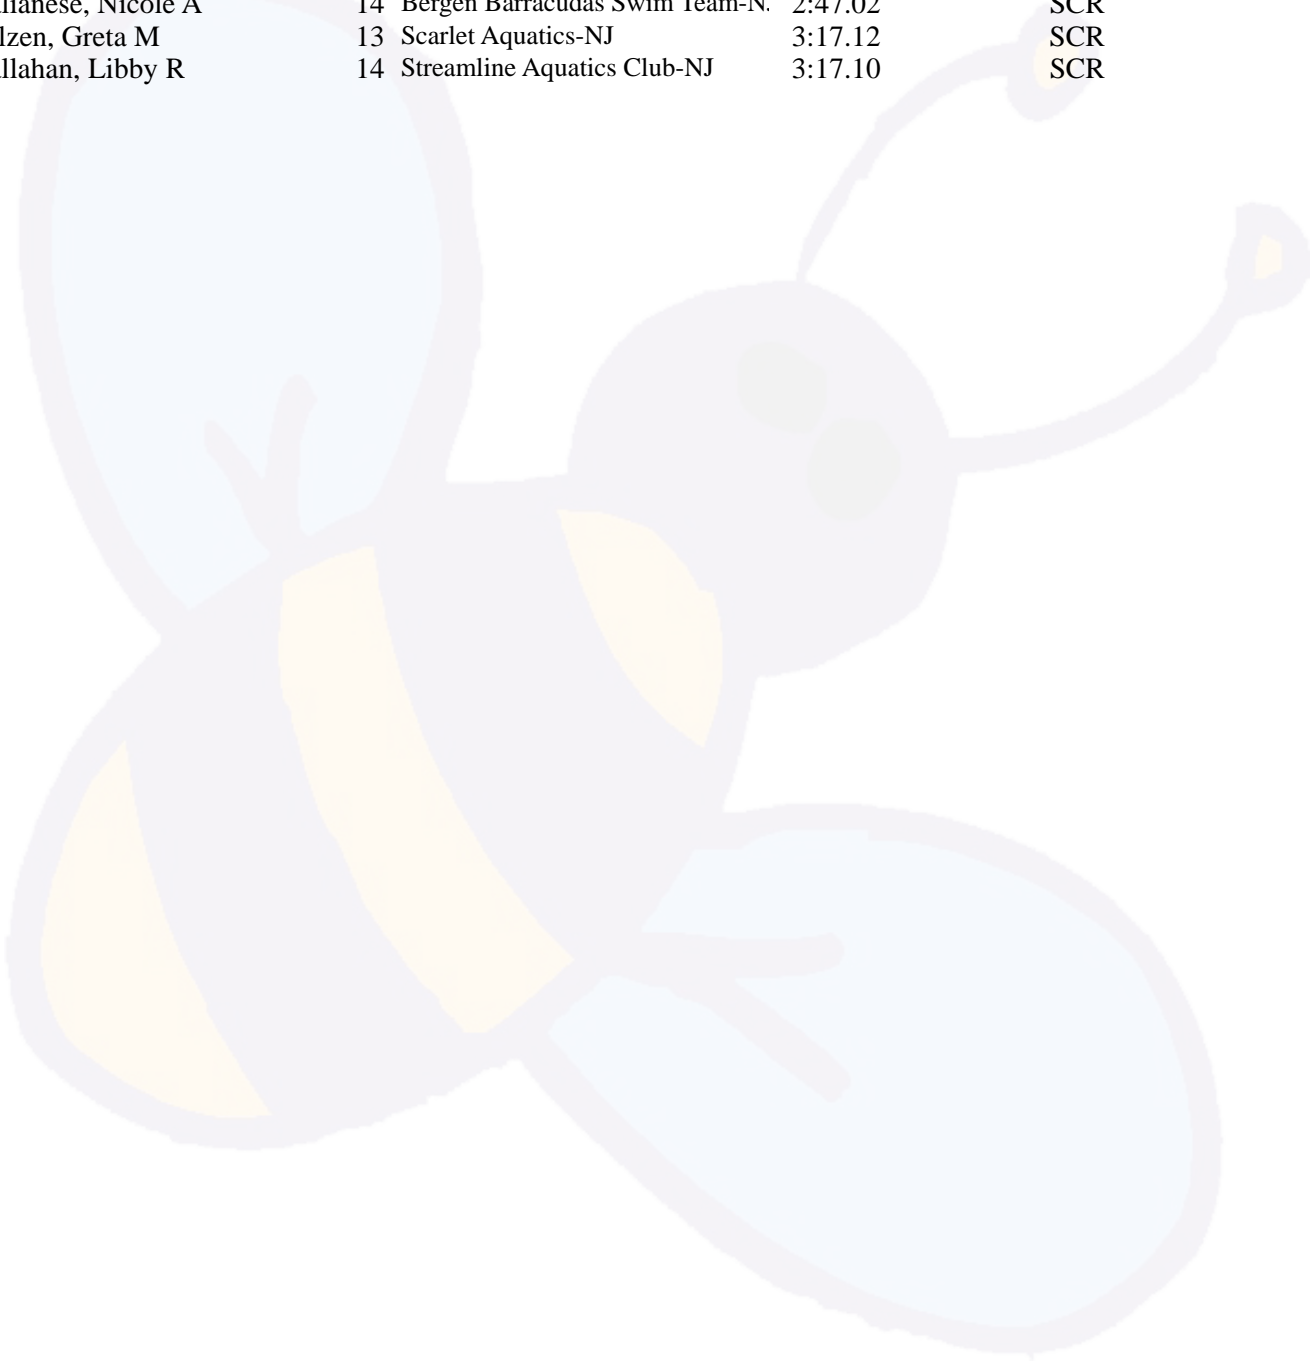 lianese, Nicole A 14 Bergen Barracudas Swim Team-N. 2:47.02 SCR
lzen, Greta M 13 Scarlet Aquatics-NJ 3:17.12 SCR
llahan, Libby R 14 Streamline Aquatics Club-NJ 3:17.10 SCR